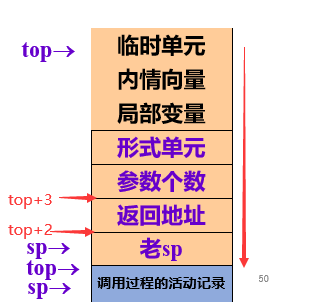 top→
临时单元
内情向量
局部变量
形式单元
参数个数
top+3
返回地址
top+2
sp→
老sp
top→
sp→
调用过程的活动记录
50